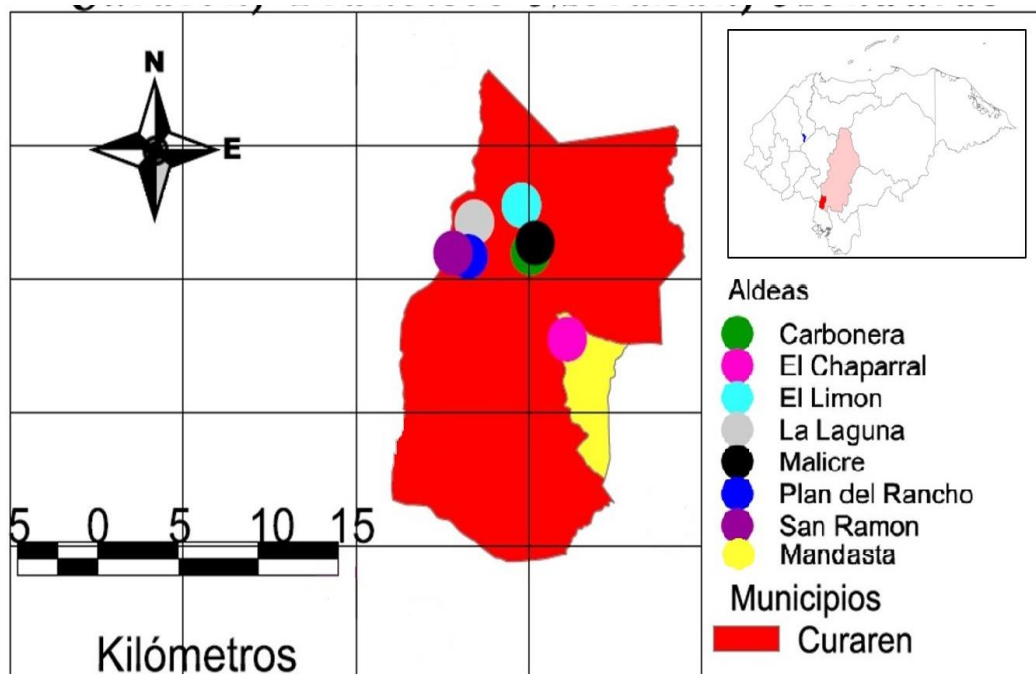 N
E
Aldeas
Carbonera
El Chaparral
El Limon
La Laguna
Malicre
Plan del Rancho
San Ramon
Mandasta
Municipios
Curaren
5 0 5 10 15
Kilómetros